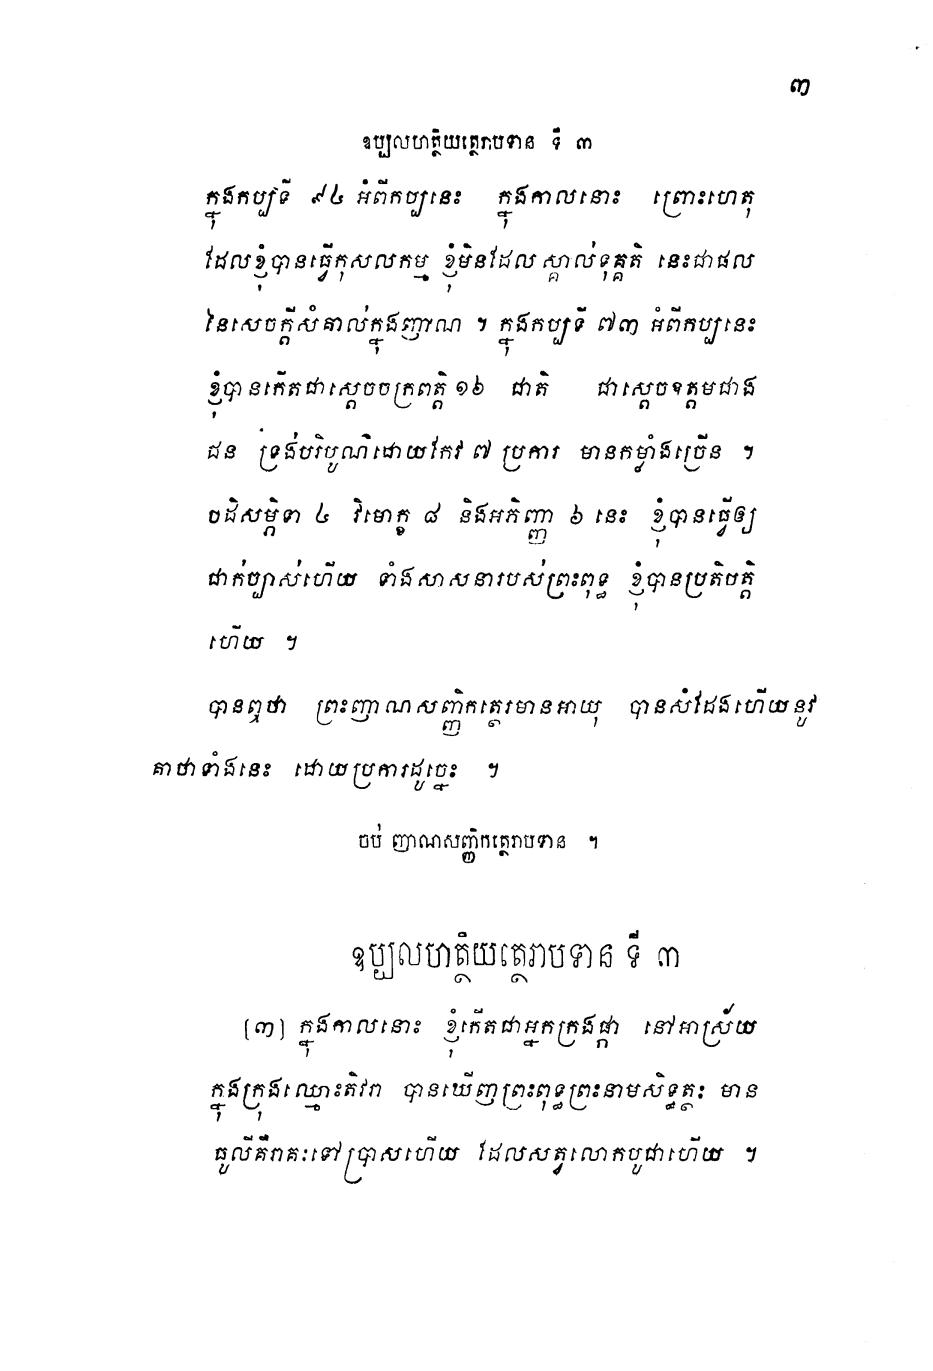 ៣
ឧប្បលហត្ថិយត្ថេរាបទាន ទី ៣
ក្នុងកប្បទី ៩៤ អំពីកប្បនេះ ក្នុងកាលនោះ ព្រោះហេតុ
ដែលខ្ញុំបានធ្វើកុសលកម្ម ខ្ញុំមិនដែលស្គាល់ទុគ្គតិ នេះជាផល
នៃសេចក្តីសំគាល់ក្នុងញាណ ។ ក្នុងកប្បទី ៧៣ អំពីកប្បនេះ
ខ្ញុំបានកើតជាស្តេចចក្រពត្តិ ១៦ ជាតិ ជាស្តេចឧត្តមជាង
ជន ទ្រង់បរិបូណ៌ដោយកែវ ៧ ប្រការ មានកម្លាំងច្រើន ។
បដិសម្ភិទា ៤ វិមោក្ខ ៨ និងអភិញ្ញា ៦ នេះ ខ្ញុំបានធ្វើឲ្យ
ជាក់ច្បាស់ហើយ ទាំងសាសនារបស់ព្រះពុទ្ធ ខ្ញុំបានប្រតិបត្តិ
ហើយ ។
បានឮថា ព្រះញាណសញ្ញិកត្ថេរមានអាយុ បានសំដែងហើយនូវ
គាថាទាំងនេះ ដោយប្រការដូច្នេះ ។
ចប់ ញាណសញ្ញិកត្ថេរាបទាន ។
ឧប្បលហត្ថិយត្ថេរាបទាន ទី ៣
[៣] ក្នុងកាលនោះ ខ្ញុំកើតជាអ្នកក្រងផ្កា នៅអាស្រ័យ
ក្នុងក្រុងឈ្មោះតិវរា បានឃើញព្រះពុទ្ធព្រះនាមសិទ្ធត្ថៈ មាន
ធូលីគឺរាគៈទៅប្រាសហើយ ដែលសត្វលោកបូជាហើយ ។